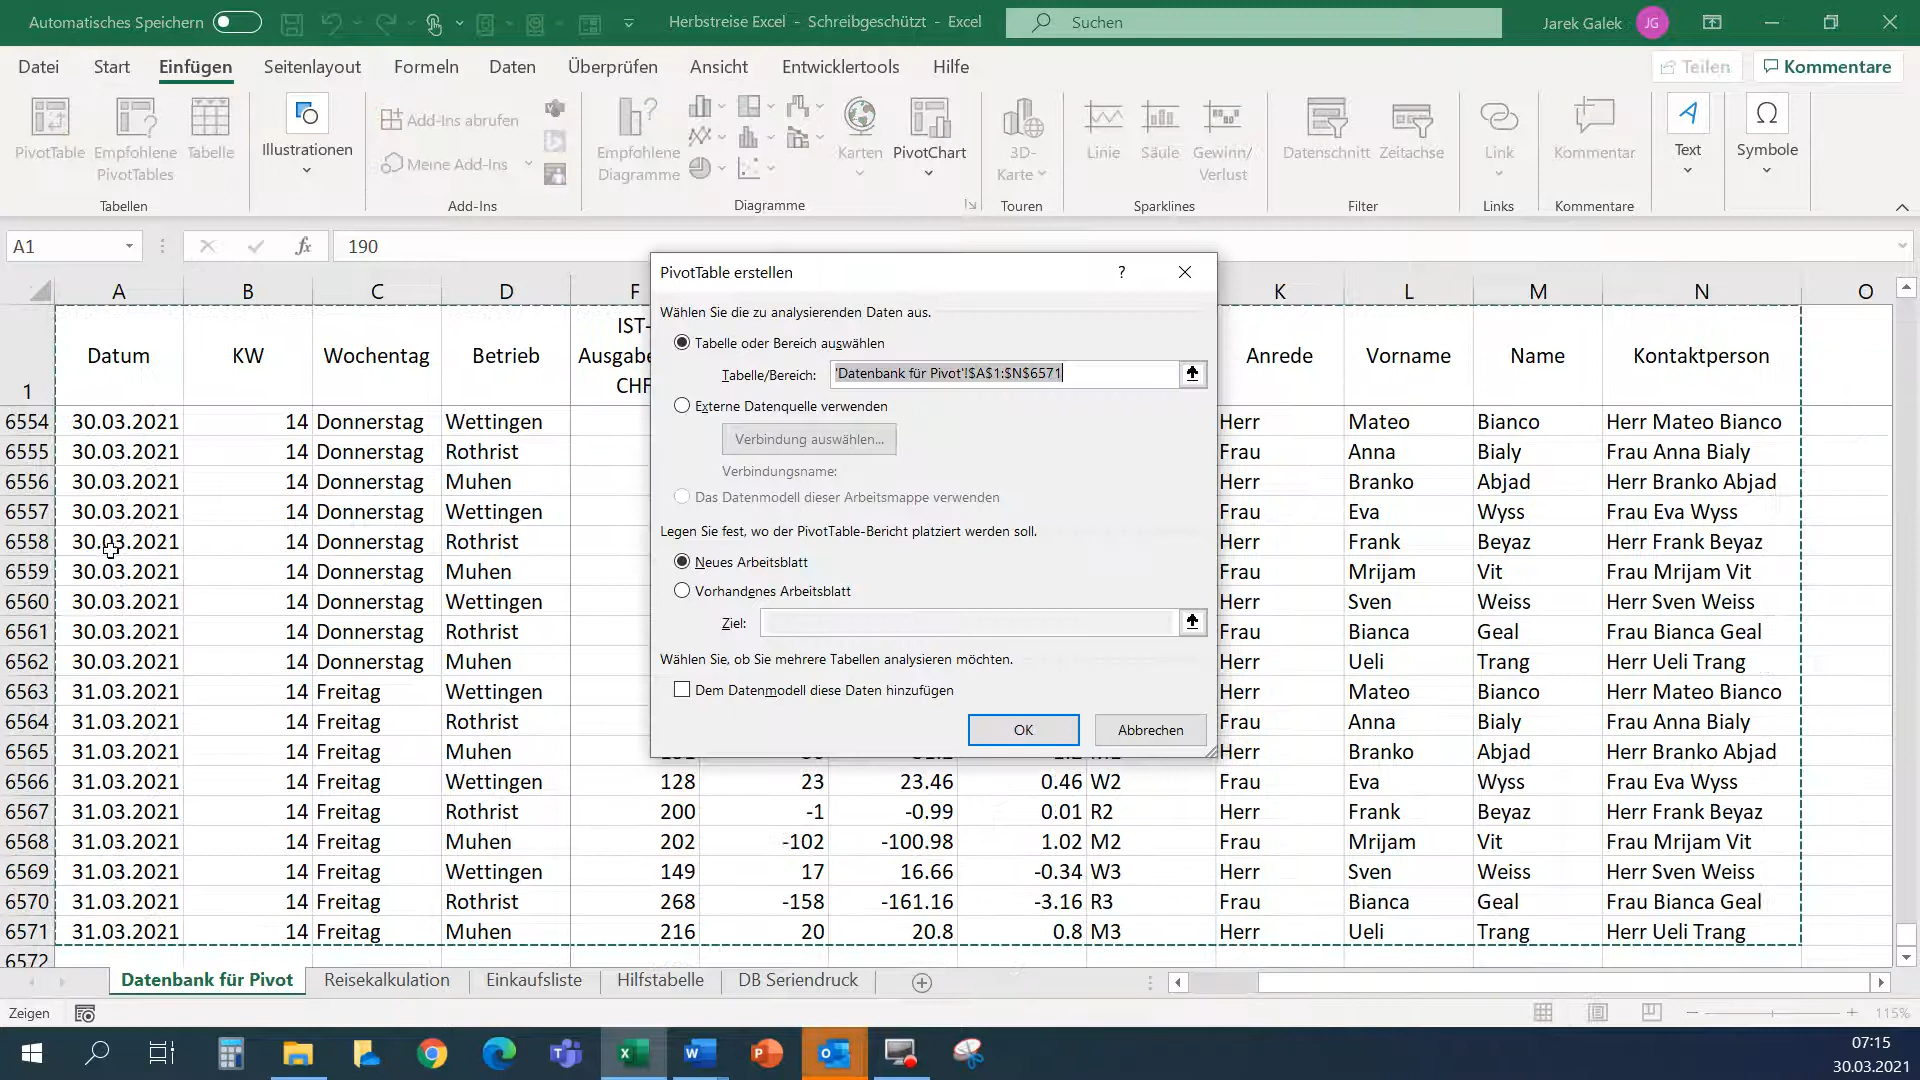 Automatisches Speichern
Herbstreise Excel - Schreibgeschützt - Excel
Suchen
Jarek Galek
JG
Datei Start Einfügen Seitenlayout Formeln Daten Überprüfen Ansicht Entwicklertools Hilfe
Teilen
Kommentare
PivotTable
Empfohlene
PivotTables
Tabelle
Tabellen
Illustrationen
Add-Ins abrufen
Meine Add-Ins
Add-Ins
Empfohlene
Diagramme
Karten
PivotChart
Diagramme
3D-
Karte
Touren
Linie
Säule
Gewinn/
Verlust
Sparklines
Datenschnitt
Zeitachse
Filter
Link
Links
Kommentar
Kommentare
Text
Symbole
A1
fx
190
A B C D F K L M N O
1 Datum KW Wochentag Betrieb
IST-
Ausgabe
CHF
Anrede Vorname Name Kontaktperson
6554 30.03.2021 14 Donnerstag Wettingen Herr Mateo Bianco Herr Mateo Bianco
6555 30.03.2021 14 Donnerstag Rothrist Frau Anna Bialy Frau Anna Bialy
6556 30.03.2021 14 Donnerstag Muhen Herr Branko Abjad Herr Branko Abjad
6557 30.03.2021 14 Donnerstag Wettingen Frau Eva Wyss Frau Eva Wyss
6558 30.03.2021 14 Donnerstag Rothrist Herr Frank Beyaz Herr Frank Beyaz
6559 30.03.2021 14 Donnerstag Muhen Frau Mrijam Vit Frau Mrijam Vit
6560 30.03.2021 14 Donnerstag Wettingen Herr Sven Weiss Herr Sven Weiss
6561 30.03.2021 14 Donnerstag Rothrist Frau Bianca Geal Frau Bianca Geal
6562 30.03.2021 14 Donnerstag Muhen Herr Ueli Trang Herr Ueli Trang
6563 31.03.2021 14 Freitag Wettingen Herr Mateo Bianco Herr Mateo Bianco
6564 31.03.2021 14 Freitag Rothrist Frau Anna Bialy Frau Anna Bialy
6565 31.03.2021 14 Freitag Muhen Herr Branko Abjad Herr Branko Abjad
6566 31.03.2021 14 Freitag Wettingen 128 23 23.46 0.46 W2 Frau Eva Wyss Frau Eva Wyss
6567 31.03.2021 14 Freitag Rothrist 200 -1 -0.99 0.01 R2 Herr Frank Beyaz Herr Frank Beyaz
6568 31.03.2021 14 Freitag Muhen 202 -102 -100.98 1.02 M2 Frau Mrijam Vit Frau Mrijam Vit
6569 31.03.2021 14 Freitag Wettingen 149 17 16.66 -0.34 W3 Herr Sven Weiss Herr Sven Weiss
6570 31.03.2021 14 Freitag Rothrist 268 -158 -161.16 -3.16 R3 Frau Bianca Geal Frau Bianca Geal
6571 31.03.2021 14 Freitag Muhen 216 20 20.8 0.8 M3 Herr Ueli Trang Herr Ueli Trang
6572
PivotTable erstellen
?
Wählen Sie die zu analysierenden Daten aus.
Tabelle oder Bereich auswählen
Tabelle/Bereich: 'Datenbank für Pivot'!$A$1:$N$6571
Externe Datenquelle verwenden
Verbindung auswählen...
Verbindungsname:
Das Datenmodell dieser Arbeitsmappe verwenden
Legen Sie fest, wo der PivotTable-Bericht platziert werden soll.
Neues Arbeitsblatt
Vorhandenes Arbeitsblatt
Ziel:
Wählen Sie, ob Sie mehrere Tabellen analysieren möchten.
Dem Datenmodell diese Daten hinzufügen
OK
Abbrechen
Datenbank für Pivot Reisekalkulation Einkaufsliste Hilfstabelle DB Seriendruck
Zeigen
115%
07:15
30.03.2021